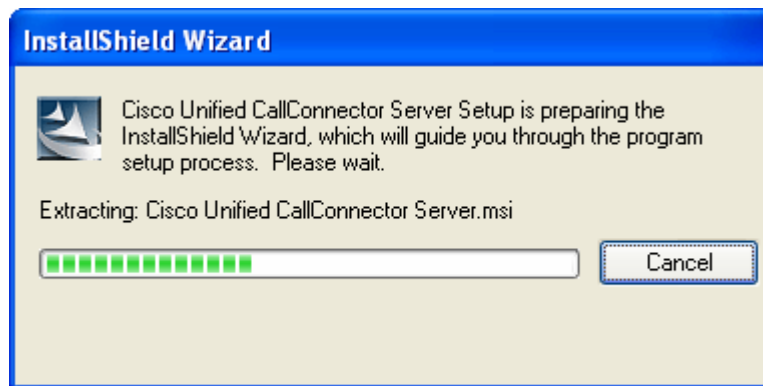 InstallShield Wizard
Cisco Unified CallConnector Server Setup is preparing the
InstallShield Wizard, which will guide you through the program
setup process. Please wait.
Extracting: Cisco Unified CallConnector Server.msi
Cancel